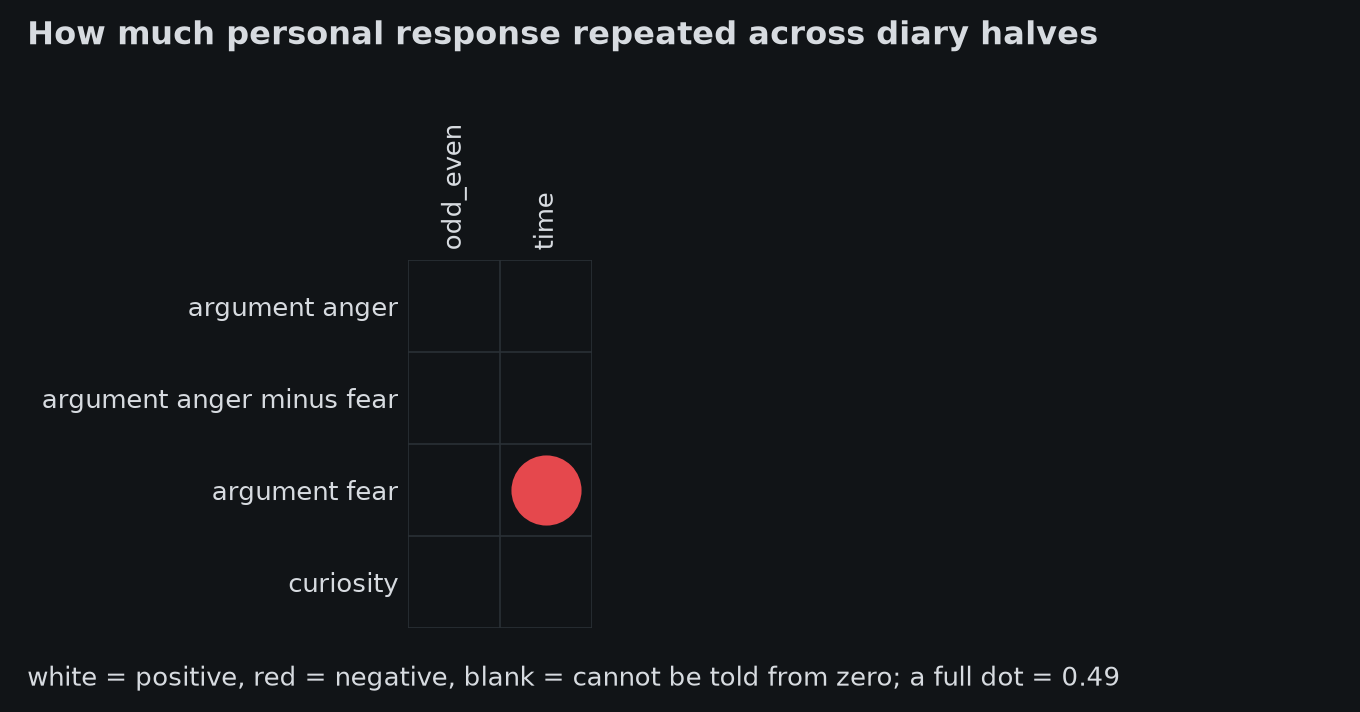 How much personal response repeated across diary halves
odd_even
time
argument anger
argument anger minus fear
argument fear
curiosity
white = positive, red = negative, blank = cannot be told from zero; a full dot = 0.49